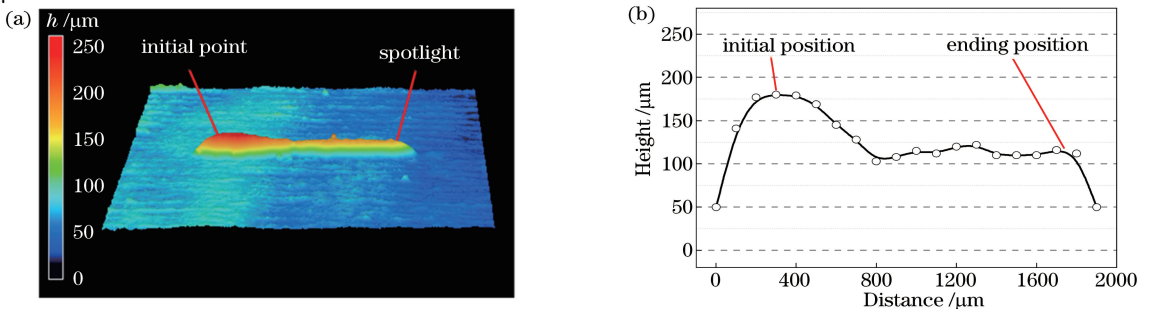 (a)
h /μm
250
200
150
100
50
0
initial point
spotlight
(b)
250
200
150
100
50
0
Height /μm
initial position
ending position
0 400 800 1200 1600 2000
Distance /μm